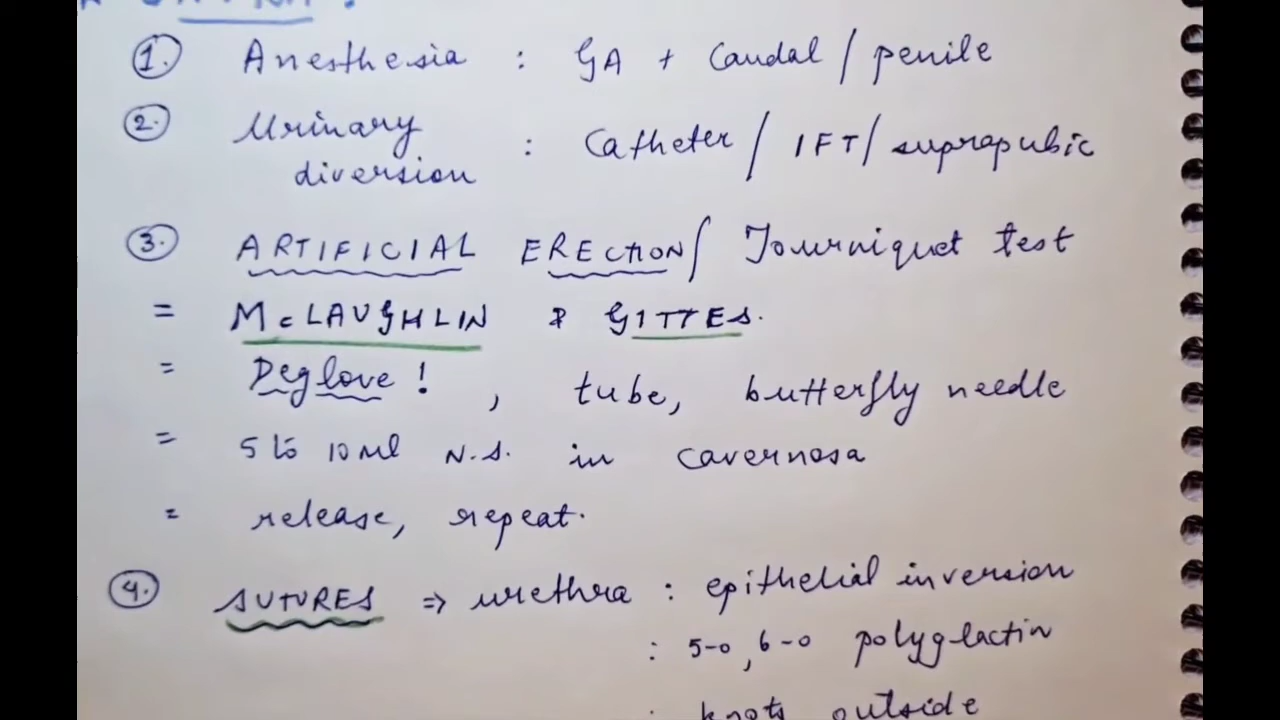 1. Anesthesia : GA + Caudal / penile
2. Urinary diversion : Catheter / IFT / suprapubic
3. ARTIFICIAL ERECTION / Tourniquet test
= McLAUGHLIN & GITTES.
= Deglove ! , tube, butterfly needle
= 5 to 10 ml N.S. in cavernosa
= release, repeat.
4. SUTURES ⇒ urethra : epithelial inversion
: 5-0, 6-0 polyglactin
: knots outside